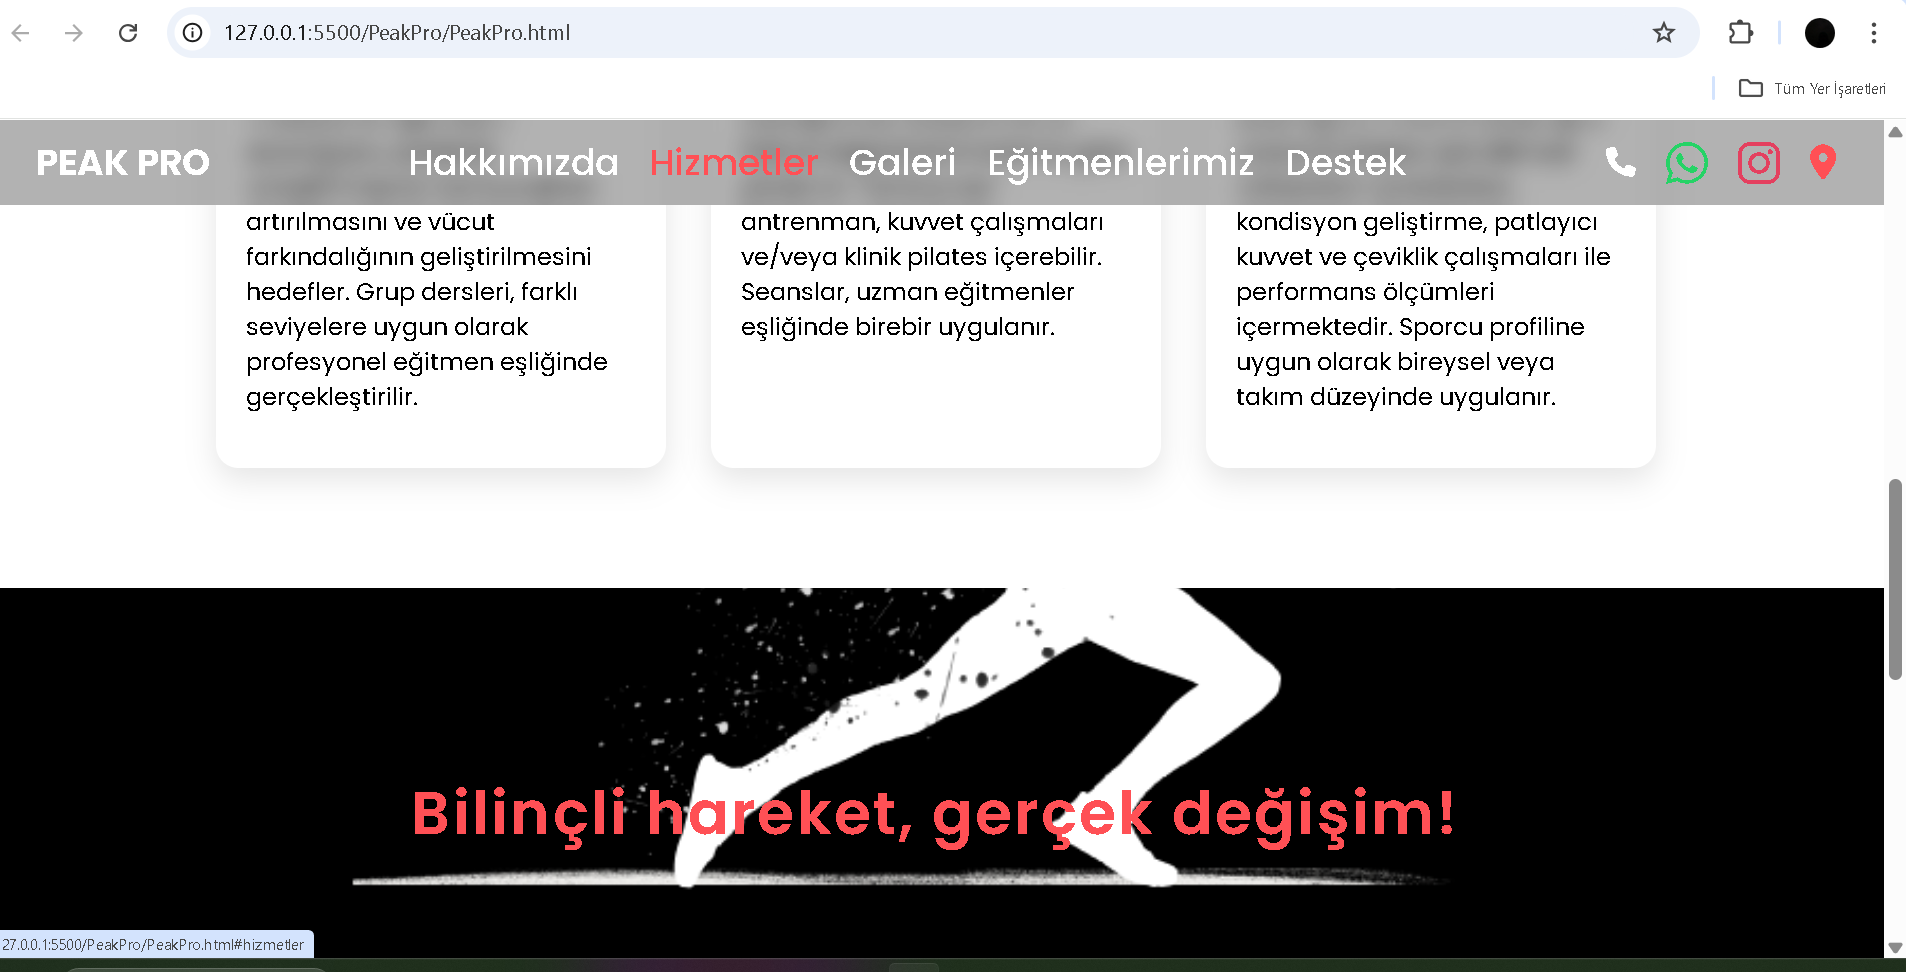 127.0.0.1:5500/PeakPro/PeakPro.html
Tüm Yer İşaretleri
PEAK PRO
Hakkımızda
Hizmetler
Galeri
Eğitmenlerimiz
Destek
artırılmasını ve vücut
farkındalığının geliştirilmesini
hedefler. Grup dersleri, farklı
seviyelere uygun olarak
profesyonel eğitmen eşliğinde
gerçekleştirilir.
antrenman, kuvvet çalışmaları
ve/veya klinik pilates içerebilir.
Seanslar, uzman eğitmenler
eşliğinde birebir uygulanır.
kondisyon geliştirme, patlayıcı
kuvvet ve çeviklik çalışmaları ile
performans ölçümleri
içermektedir. Sporcu profiline
uygun olarak bireysel veya
takım düzeyinde uygulanır.
Bilinçli hareket, gerçek değişim!
27.0.0.1:5500/PeakPro/PeakPro.html#hizmetler